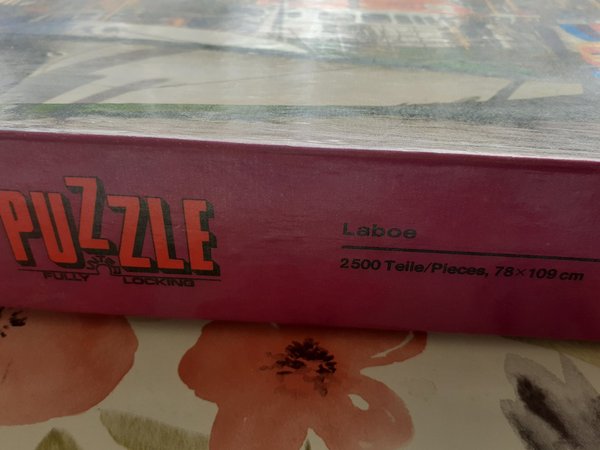 PUZZLE
FULLY LOCKING
Laboe
2500 Teile/Pieces, 78×109 cm